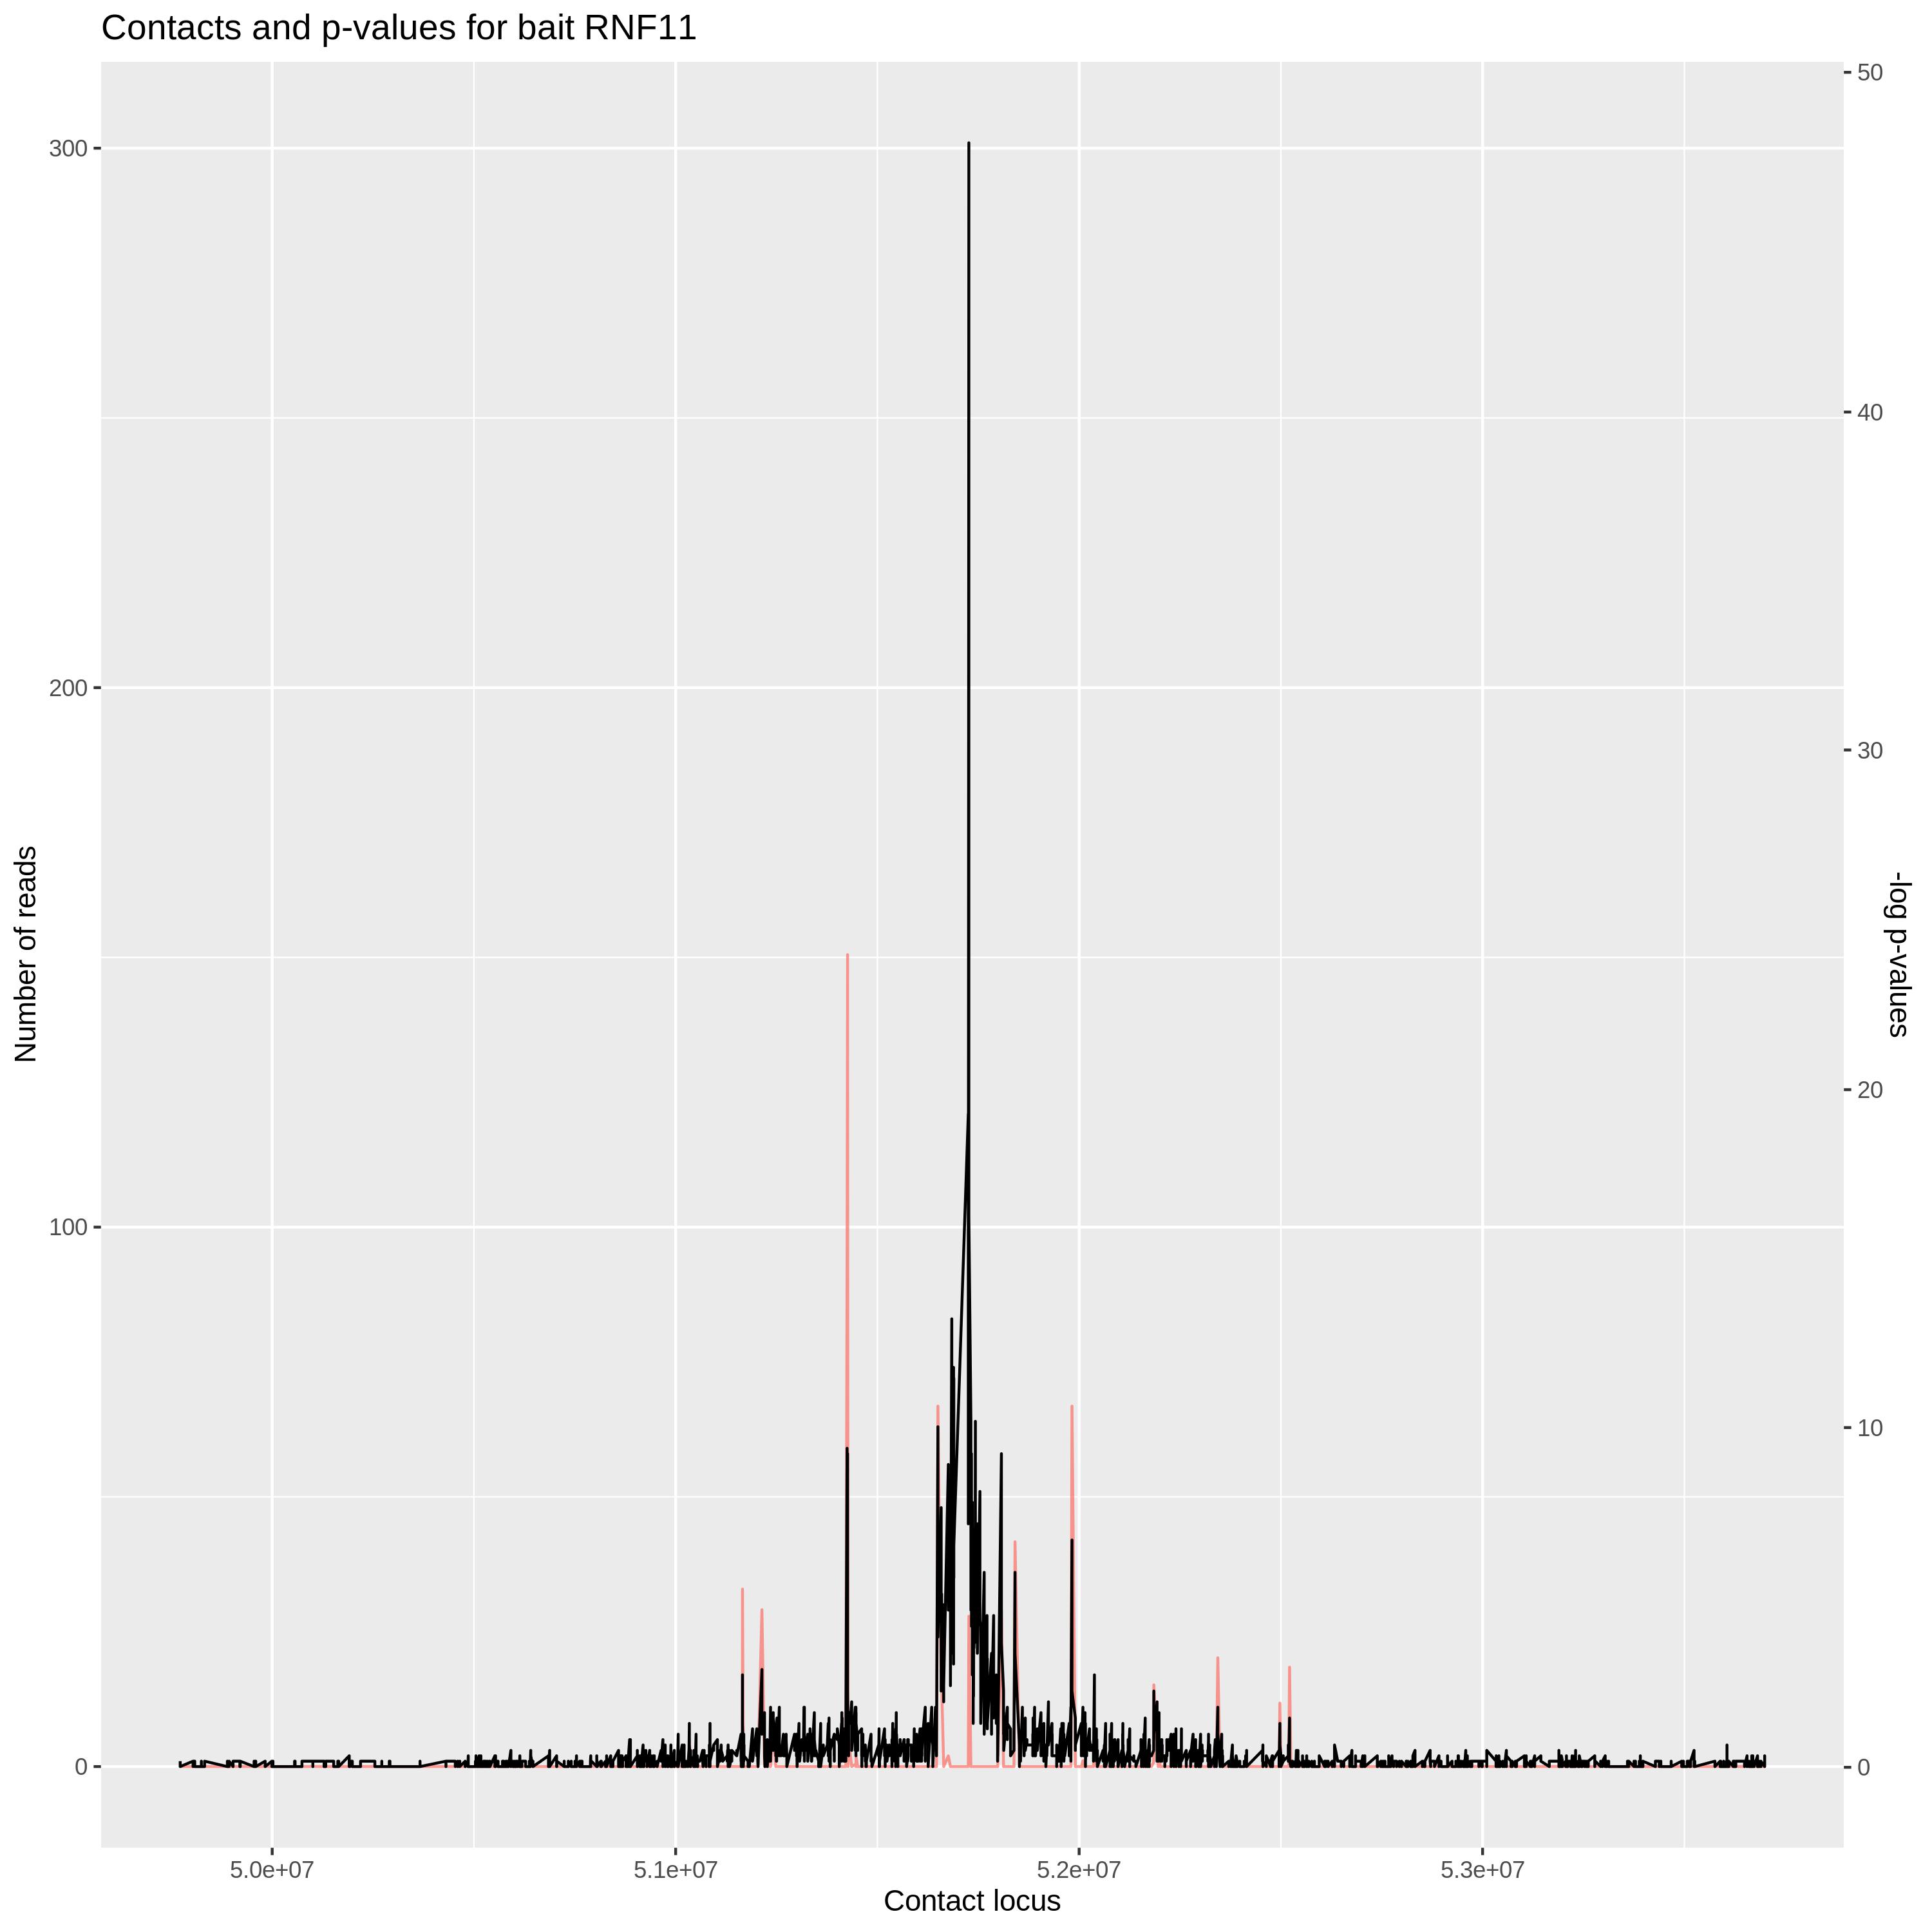 Contacts and p-values for bait RNF11
300
200
100
0
50
40
30
20
10
0
Number of reads
-log p-values
5.0e+07
5.1e+07
5.2e+07
5.3e+07
Contact locus